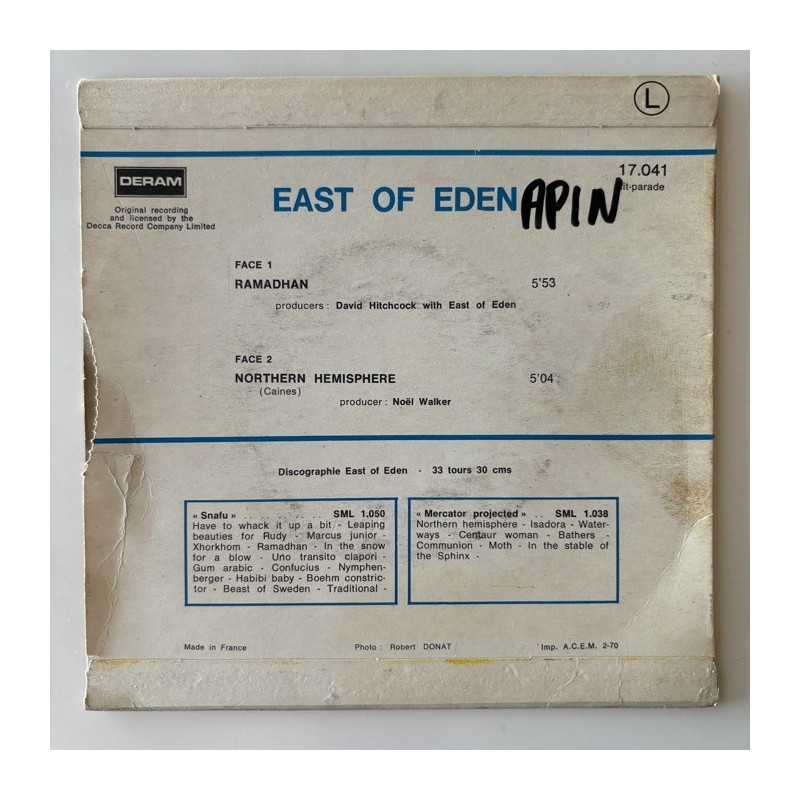 L
DERAM
Original recording
and licensed by the
Decca Record Company Limited
EAST OF EDEN APIN
17.041
it-parade
FACE 1
RAMADHAN 5'53
producers : David Hitchcock with East of Eden
FACE 2
NORTHERN HEMISPHERE 5'04
(Caines)
producer : Noël Walker
Discographie East of Eden - 33 tours 30 cms
« Snafu » . . . . . . . . . . . SML 1.050
Have to whack it up a bit - Leaping
beauties for Rudy - Marcus junior -
Xhorkhom - Ramadhan - In the snow
for a blow - Uno transito clapori -
Gum arabic - Confucius - Nymphen-
berger - Habibi baby - Boehm constric-
tor - Beast of Sweden - Traditional -
« Mercator projected » . . SML 1.038
Northern hemisphere - Isadora - Water-
ways - Centaur woman - Bathers -
Communion - Moth - In the stable of
the Sphinx -
Made in France
Photo : Robert DONAT
Imp. A.C.E.M. 2-70